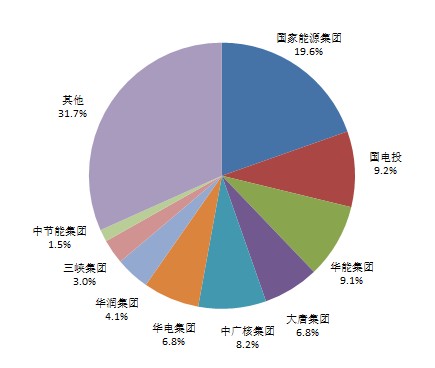 国家能源集团
19.6%
国电投
9.2%
华能集团
9.1%
大唐集团
6.8%
中广核集团
8.2%
华电集团
6.8%
华润集团
4.1%
三峡集团
3.0%
中节能集团
1.5%
其他
31.7%